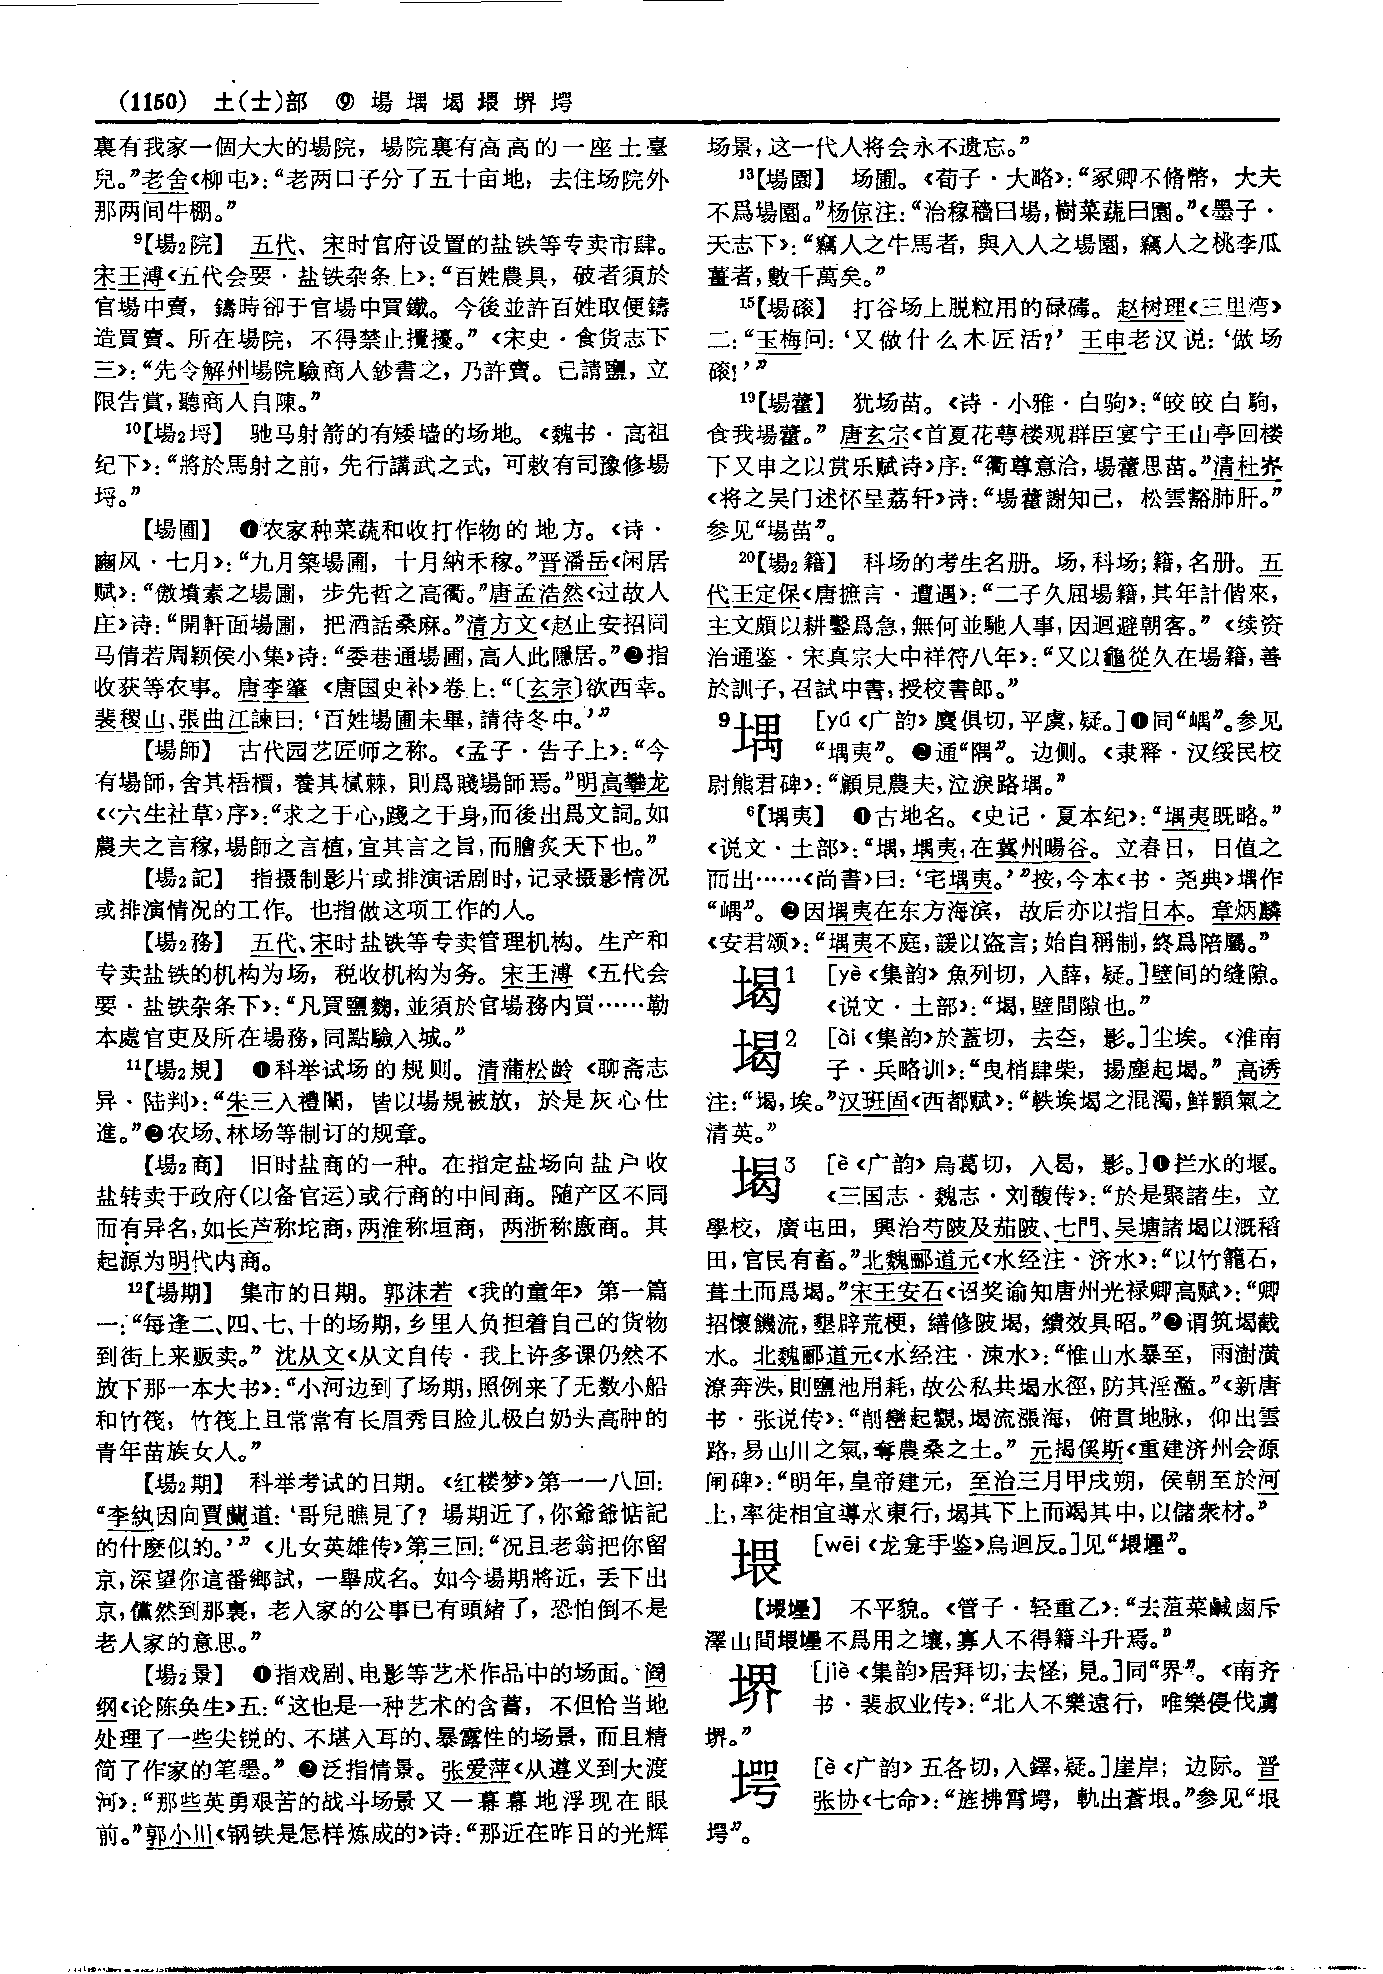 (1150) 土(士)部 ⑨ 場 堣 堨 㙗 堺 堮
裏有我家一個大大的場院，場院裏有高高的一座土臺
兒。”老舍《柳屯》：“老两口子分了五十亩地，去住场院外
那两间牛棚。”
9【場2院】 五代、宋时官府设置的盐铁等专卖市肆。
宋王溥《五代会要·盐铁杂条上》：“百姓農具，破者須於
官場中賣，鑄時卻于官場中買鐵。今後並許百姓取便鑄
造買賣。所在場院，不得禁止攪擾。”《宋史·食货志下
三》：“先令解州場院驗商人鈔書之，乃許賣。已請鹽，立
限告賞，聽商人自陳。”
10【場2埒】 驰马射箭的有矮墙的场地。《魏书·高祖
纪下》：“將於馬射之前，先行講武之式，可敕有司豫修場
埒。”
【場圃】 ❶农家种菜蔬和收打作物的地方。《诗·
豳风·七月》：“九月築場圃，十月納禾稼。”晋潘岳《闲居
赋》：“傲墳素之場圃，步先哲之高衢。”唐孟浩然《过故人
庄》诗：“開軒面場圃，把酒話桑麻。”清方文《赵止安招同
马倩若周颖侯小集》诗：“委巷通場圃，高人此隱居。”❷指
收获等农事。唐李肇《唐国史补》卷上：“〔玄宗〕欲西幸。
裴稷山、張曲江諫曰：‘百姓場圃未畢，請待冬中。’”
【場師】 古代园艺匠师之称。《孟子·告子上》：“今
有場師，舍其梧檟，養其樲棘，則爲賤場師焉。”明高攀龙
《〈六生社草〉序》：“求之于心，踐之于身，而後出爲文詞。如
農夫之言稼，場師之言植，宜其言之旨，而膾炙天下也。”
【場2記】 指摄制影片或排演话剧时，记录摄影情况
或排演情况的工作。也指做这项工作的人。
【場2務】 五代、宋时盐铁等专卖管理机构。生产和
专卖盐铁的机构为场，税收机构为务。宋王溥《五代会
要·盐铁杂条下》：“凡買鹽麴，並須於官場務内買……勒
本處官吏及所在場務，同點驗入城。”
11【場2規】 ❶科举试场的规则。清蒲松龄《聊斋志
异·陆判》：“朱三入禮闈，皆以場規被放，於是灰心仕
進。”❷农场、林场等制订的规章。
【場2商】 旧时盐商的一种。在指定盐场向盐户收
盐转卖于政府(以备官运)或行商的中间商。随产区不同
而有异名，如长芦称坨商，两淮称垣商，两浙称廒商。其
起源为明代内商。
12【場期】 集市的日期。郭沫若《我的童年》第一篇
一：“每逢二、四、七、十的场期，乡里人负担着自己的货物
到街上来贩卖。”沈从文《从文自传·我上许多课仍然不
放下那一本大书》：“小河边到了场期，照例来了无数小船
和竹筏，竹筏上且常常有长眉秀目脸儿极白奶头高肿的
青年苗族女人。”
【場2期】 科举考试的日期。《红楼梦》第一一八回：
“李紈因向賈蘭道：‘哥兒瞧見了？場期近了，你爺爺惦記
的什麽似的。’”《儿女英雄传》第三回：“况且老翁把你留
京，深望你這番鄉試，一舉成名。如今場期將近，丢下出
京，儻然到那裏，老人家的公事已有頭緒了，恐怕倒不是
老人家的意思。”
【場2景】 ❶指戏剧、电影等艺术作品中的场面。阎
纲《论陈奂生》五：“这也是一种艺术的含蓄，不但恰当地
处理了一些尖锐的、不堪入耳的、暴露性的场景，而且精
简了作家的笔墨。”❷泛指情景。张爱萍《从遵义到大渡
河》：“那些英勇艰苦的战斗场景又一幕幕地浮现在眼
前。”郭小川《钢铁是怎样炼成的》诗：“那近在昨日的光辉
场景，这一代人将会永不遗忘。”
13【場園】 场圃。《荀子·大略》：“冢卿不脩幣，大夫
不爲場園。”杨倞注：“治稼穡曰場，樹菜蔬曰園。”《墨子·
天志下》：“竊人之牛馬者，與入人之場園，竊人之桃李瓜
薑者，數千萬矣。”
15【場磙】 打谷场上脱粒用的碌碡。赵树理《三里湾》
二：“玉梅问：‘又做什么木匠活？’王申老汉说：‘做场
磙！’”
19【場藿】 犹场苗。《诗·小雅·白驹》：“皎皎白駒，
食我場藿。”唐玄宗《首夏花萼楼观群臣宴宁王山亭回楼
下又申之以赏乐赋诗》序：“衢尊意洽，場藿思苗。”清杜岕
《将之吴门述怀呈荔轩》诗：“場藿謝知己，松雲豁肺肝。”
参见“場苗”。
20【場2籍】 科场的考生名册。场，科场；籍，名册。五
代王定保《唐摭言·遭遇》：“二子久屈場籍，其年計偕來，
主文頗以耕鑿爲急，無何並馳人事，因迴避朝客。”《续资
治通鉴·宋真宗大中祥符八年》：“又以龜從久在場籍，善
於訓子，召試中書，授校書郎。”
9 堣 [yú《广韵》麌俱切，平虞，疑。]❶同“嵎”。参见
“堣夷”。❷通“隅”。边侧。《隶释·汉绥民校
尉熊君碑》：“顧見農夫，泣淚路堣。”
6【堣夷】 ❶古地名。《史记·夏本纪》：“堣夷既略。”
《说文·土部》：“堣，堣夷，在冀州暘谷。立春日，日值之
而出……《尚書》曰：‘宅堣夷。’”按，今本《书·尧典》堣作
“嵎”。❷因堣夷在东方海滨，故后亦以指日本。章炳麟
《安君颂》：“堣夷不庭，諼以盗言；始自稱制，終爲陪屬。”
堨1 [yè《集韵》魚列切，入薛，疑。]壁间的缝隙。
《说文·土部》：“堨，壁間隙也。”
堨2 [ài《集韵》於蓋切，去夳，影。]尘埃。《淮南
子·兵略训》：“曳梢肆柴，揚塵起堨。”高诱
注：“堨，埃。”汉班固《西都赋》：“軼埃堨之混濁，鮮顥氣之
清英。”
堨3 [è《广韵》烏葛切，入曷，影。]❶拦水的堰。
《三国志·魏志·刘馥传》：“於是聚諸生，立
學校，廣屯田，興治芍陂及茄陂、七門、吴塘諸堨以溉稻
田，官民有畜。”北魏郦道元《水经注·济水》：“以竹籠石，
葺土而爲堨。”宋王安石《诏奖谕知唐州光禄卿高赋》：“卿
招懷饑流，墾辟荒梗，繕修陂堨，績效具昭。”❷谓筑堨截
水。北魏郦道元《水经注·涑水》：“惟山水暴至，雨澍潢
潦奔泆，則鹽池用耗，故公私共堨水徑，防其淫濫。”《新唐
书·张说传》：“削巒起觀，堨流漲海，俯貫地脉，仰出雲
路，易山川之氣，奪農桑之土。”元揭傒斯《重建济州会源
闸碑》：“明年，皇帝建元，至治三月甲戌朔，侯朝至於河
上，率徒相宜導水東行，堨其下上而竭其中，以儲衆材。”
㙗 [wēi《龙龛手鉴》烏迴反。]见“㙗㙼”。
【㙗㙼】 不平貌。《管子·轻重乙》：“去菹菜鹹鹵斥
澤山間㙗㙼不爲用之壤，寡人不得籍斗升焉。”
堺 [jiè《集韵》居拜切，去怪，見。]同“界”。《南齐
书·裴叔业传》：“北人不樂遠行，唯樂侵伐虜
堺。”
堮 [è《广韵》五各切，入鐸，疑。]崖岸；边际。晋
张协《七命》：“旌拂霄堮，軌出蒼垠。”参见“垠
堮”。